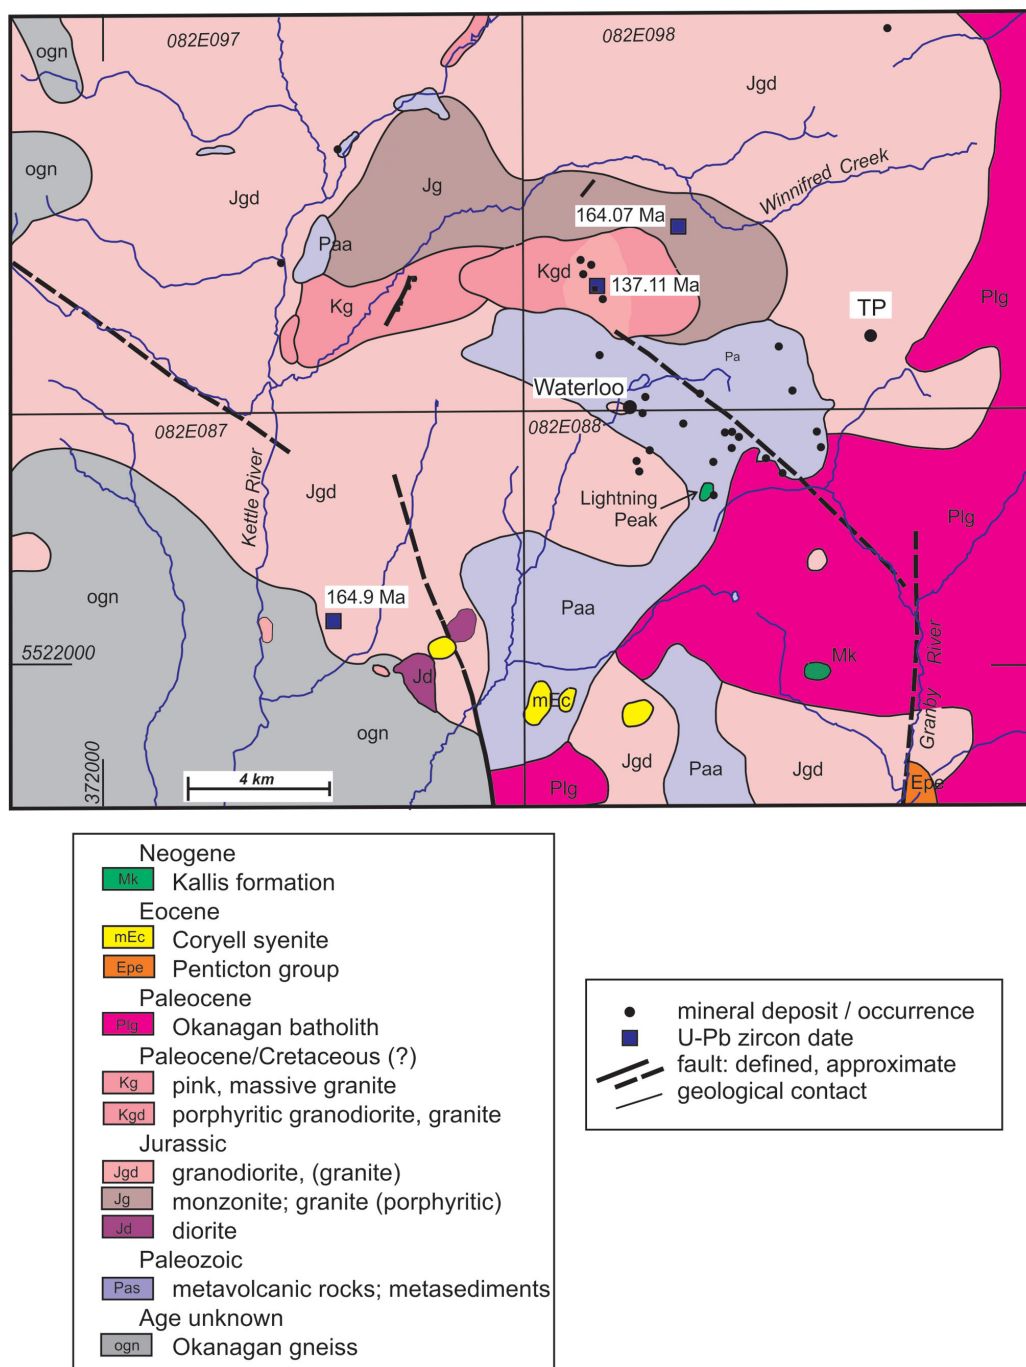 082E097
082E098
ogn
Jgd
ogn
Jg
Winnifred Creek
Jgd
164.07 Ma
Paa
Kgd
137.11 Ma
Plg
Kg
TP
Pa
Waterloo
082E087
082E088
Kettle River
Jgd
Lightning
Peak
Plg
ogn
Paa
164.9 Ma
5522000
Mk
Granby River
Jd
mEc
ogn
Jgd
Paa
Jgd
372000
4 km
Plg
Epe
Neogene
Mk Kallis formation
Eocene
mEc Coryell syenite
Epe Penticton group
Paleocene
Plg Okanagan batholith
Paleocene/Cretaceous (?)
Kg pink, massive granite
Kgd porphyritic granodiorite, granite
Jurassic
Jgd granodiorite, (granite)
Jg monzonite; granite (porphyritic)
Jd diorite
Paleozoic
Pas metavolcanic rocks; metasediments
Age unknown
ogn Okanagan gneiss
mineral deposit / occurrence
U-Pb zircon date
fault: defined, approximate
geological contact